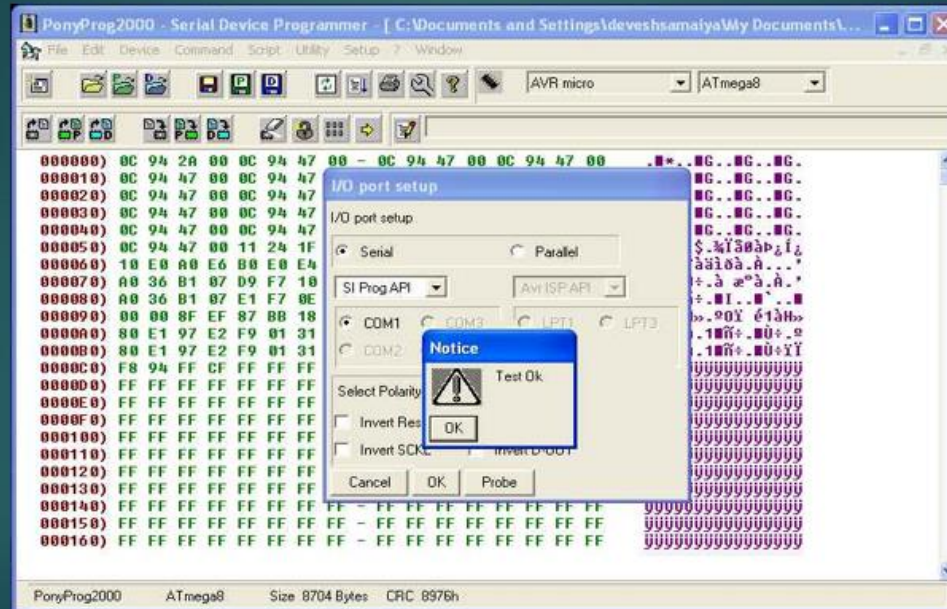 PonyProg2000 - Serial Device Programmer - [ C:\Documents and Settings\deveshsamaiya\My Documents\...
File Edit Device Command Script Utility Setup ? Window
AVR micro ATmega8
000000) 0C 94 2A 00 0C 94 47 00 - 0C 94 47 00 0C 94 47 00
000010) 0C 94 47 00 0C 94 47
000020) 0C 94 47 00 0C 94 47
000030) 0C 94 47 00 0C 94 47
000040) 0C 94 47 00 0C 94 47
000050) 0C 94 47 00 11 24 1F
000060) 10 E0 A0 E6 B0 E0 E4
000070) A0 36 B1 07 D9 F7 10
000080) A0 36 B1 07 E1 F7 0E
000090) 00 00 8F EF 87 BB 18
0000A0) 80 E1 97 E2 F9 01 31
0000B0) 80 E1 97 E2 F9 01 31
0000C0) F8 94 FF CF FF FF FF
0000D0) FF FF FF FF FF FF FF
0000E0) FF FF FF FF FF FF FF
0000F0) FF FF FF FF FF FF FF
000100) FF FF FF FF FF FF FF
000110) FF FF FF FF FF FF FF
000120) FF FF FF FF FF FF FF
000130) FF FF FF FF FF FF FF
000140) FF FF FF FF FF FF FF FF - FF FF FF FF FF FF FF FF
000150) FF FF FF FF FF FF FF FF - FF FF FF FF FF FF FF FF
000160) FF FF FF FF FF FF FF FF - FF FF FF FF FF FF FF FF
I/O port setup
I/O port setup
Serial Parallel
SI Prog API Avr ISP API
COM1 COM3 LPT1 LPT3
COM2
Notice
Test Ok
OK
Select Polarity
Invert Res
Invert SCKL Invert D-OUT
Cancel OK Probe
PonyProg2000 ATmega8 Size 8704 Bytes CRC 8976h